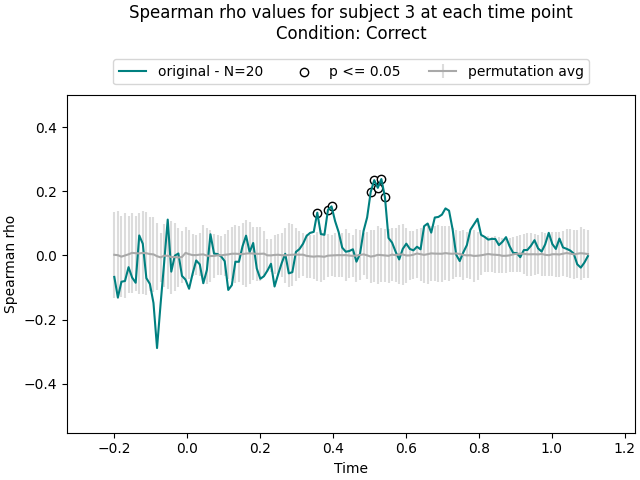 Spearman rho values for subject 3 at each time point
Condition: Correct
original - N=20 p <= 0.05 permutation avg
0.4
0.2
0.0
−0.2
−0.4
Spearman rho
−0.2 0.0 0.2 0.4 0.6 0.8 1.0 1.2
Time